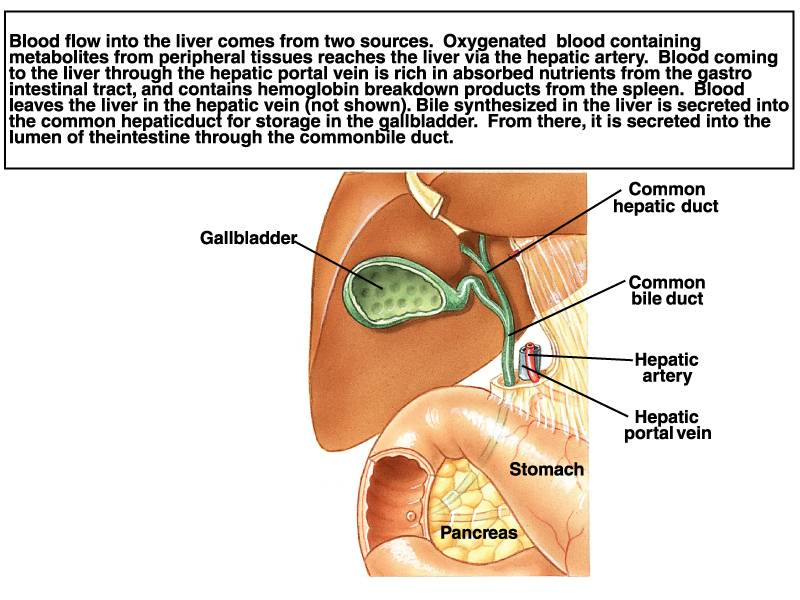 Blood flow into the liver comes from two sources.  Oxygenated  blood containing
metabolites from peripheral tissues reaches the liver via the hepatic artery.  Blood coming
to the liver through the hepatic portal vein is rich in absorbed nutrients from the gastro
intestinal tract, and contains hemoglobin breakdown products from the spleen.  Blood
leaves the liver in the hepatic vein (not shown). Bile synthesized in the liver is secreted into
the common hepaticduct for storage in the gallbladder.  From there, it is secreted into the
lumen of theintestine through the commonbile duct.
Common
hepatic duct
Gallbladder
Common
bile duct
Hepatic
artery
Hepatic
portal vein
Stomach
Pancreas